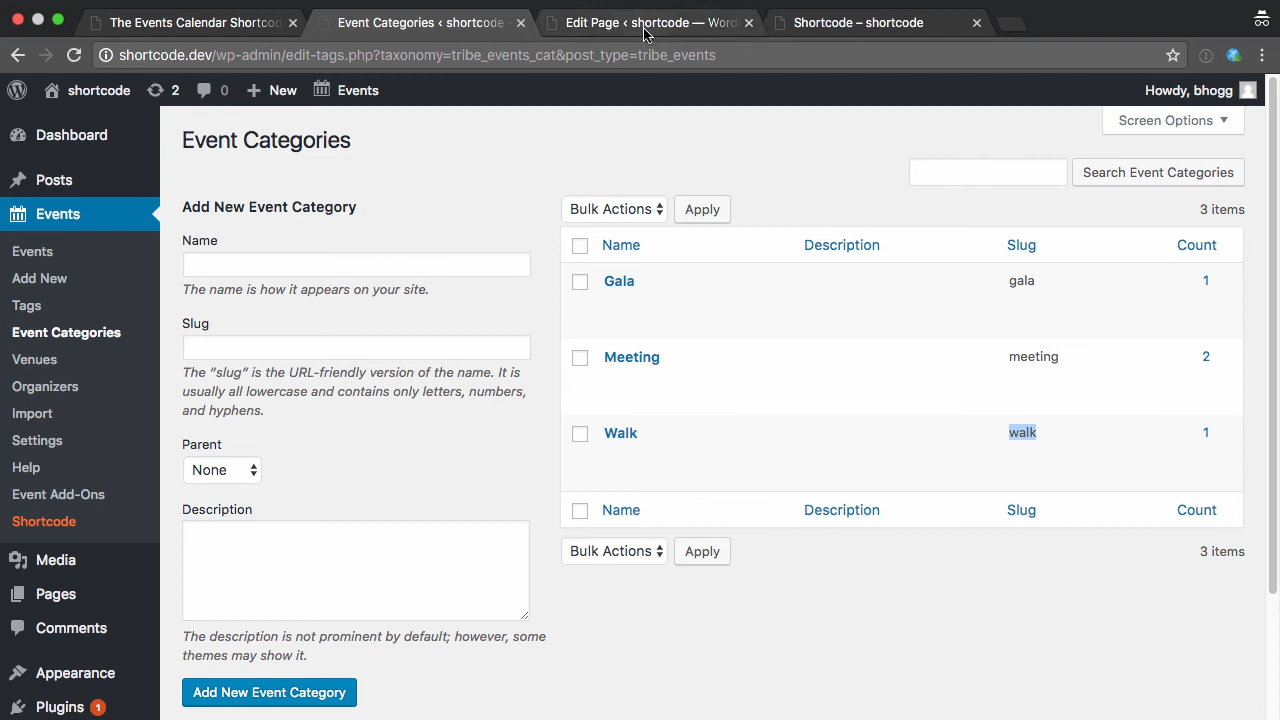 The Events Calendar Shortcod
Event Categories ‹ shortcode
Edit Page ‹ shortcode — Word
Shortcode – shortcode
shortcode.dev/wp-admin/edit-tags.php?taxonomy=tribe_events_cat&post_type=tribe_events
shortcode 2 0 New Events Howdy, bhogg
Screen Options
Dashboard
Posts
Events
Events
Add New
Tags
Event Categories
Venues
Organizers
Import
Settings
Help
Event Add-Ons
Shortcode
Media
Pages
Comments
Appearance
Plugins 1
Event Categories
Search Event Categories
Add New Event Category
Name
The name is how it appears on your site.
Slug
The “slug” is the URL-friendly version of the name. It is
usually all lowercase and contains only letters, numbers,
and hyphens.
Parent
None
Description
The description is not prominent by default; however, some
themes may show it.
Add New Event Category
Bulk Actions Apply 3 items
Name Description Slug Count
Gala gala 1
Meeting meeting 2
Walk walk 1
Name Description Slug Count
Bulk Actions Apply 3 items